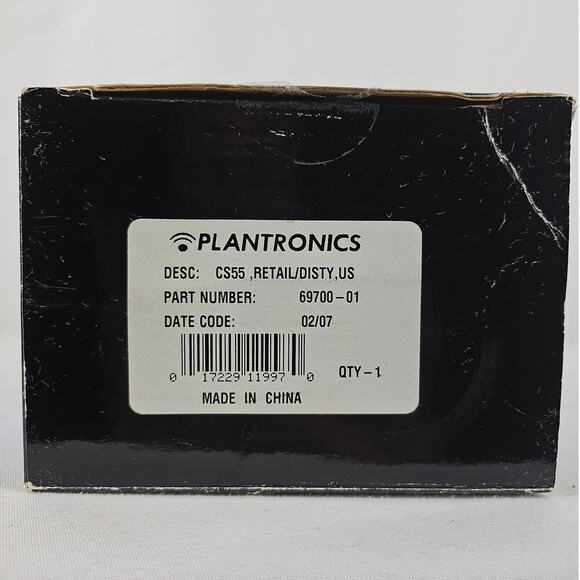 PLANTRONICS
DESC: CS55 ,RETAIL/DISTY,US
PART NUMBER: 69700-01
DATE CODE: 02/07
0 17229 11997 0 QTY-1
MADE IN CHINA